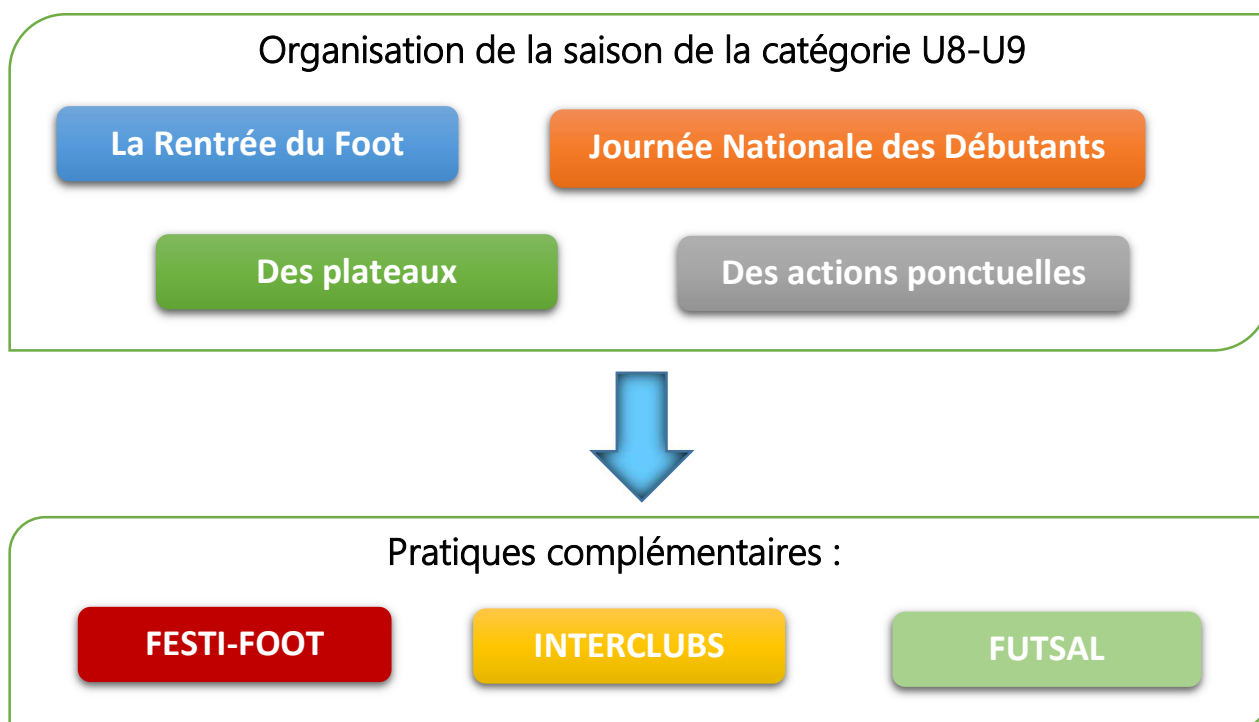 Organisation de la saison de la catégorie U8-U9
La Rentrée du Foot
Journée Nationale des Débutants
Des plateaux
Des actions ponctuelles
Pratiques complémentaires :
FESTI-FOOT
INTERCLUBS
FUTSAL